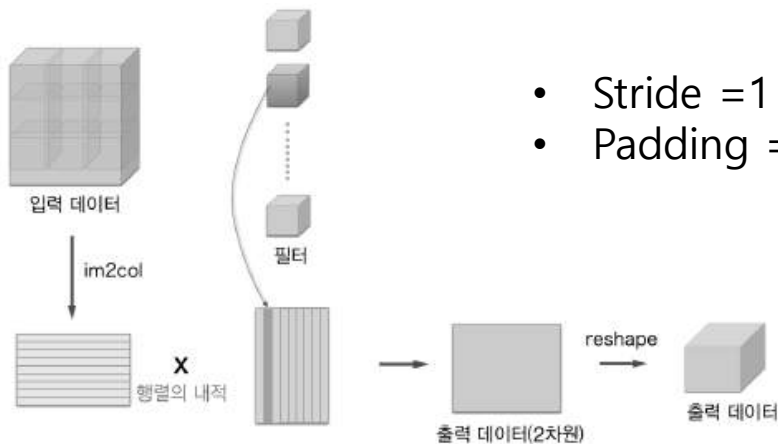 • Stride =1
• Padding =
입력 데이터
필터
im2col
X
행렬의 내적
reshape
출력 데이터(2차원)
출력 데이터